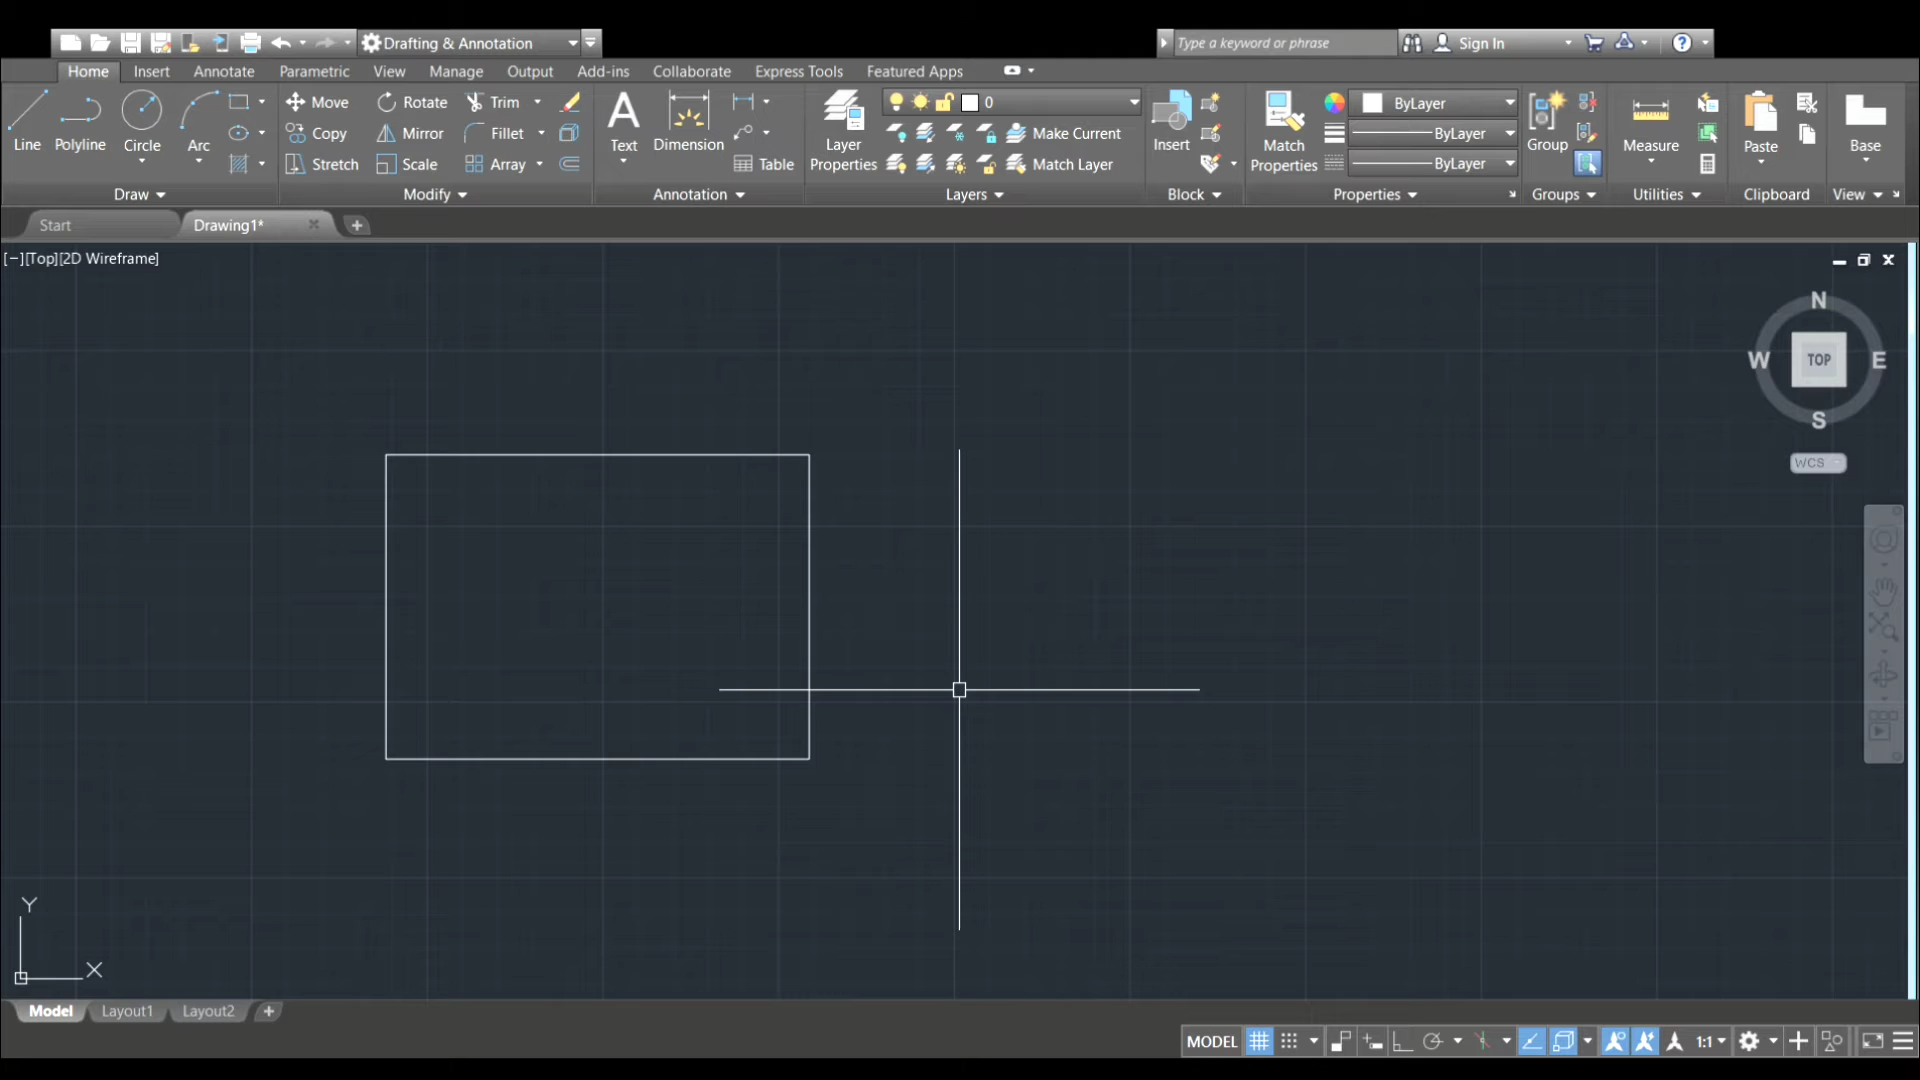 Drafting & Annotation
Type a keyword or phrase
Sign In
Home Insert Annotate Parametric View Manage Output Add-ins Collaborate Express Tools Featured Apps
Line
Polyline
Circle
Arc
Move
Rotate
Trim
Copy
Mirror
Fillet
Stretch
Scale
Array
Text
Dimension
Table
Layer
Properties
0
Make Current
Match Layer
Insert
Match
Properties
ByLayer
ByLayer
ByLayer
Group
Measure
Paste
Base
Draw Modify Annotation Layers Block Properties Groups Utilities Clipboard View
Start
Drawing1*
[−][Top][2D Wireframe]
N
W TOP E
S
WCS
Y
X
Model Layout1 Layout2
MODEL
1:1